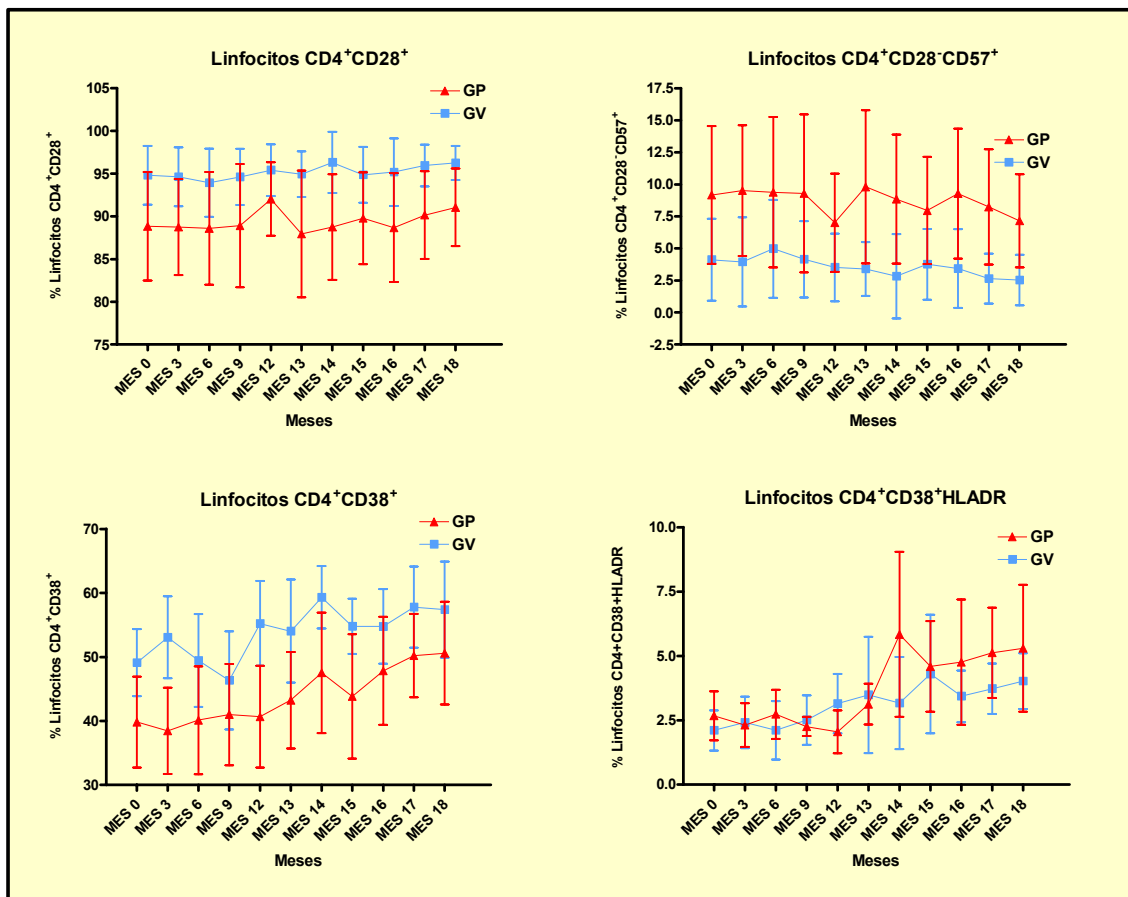 Linfocitos CD4⁺CD28⁺
% Linfocitos CD4⁺CD28⁺
105
100
95
90
85
80
75
GP
GV
MES 0
MES 3
MES 6
MES 9
MES 12
MES 13
MES 14
MES 15
MES 16
MES 17
MES 18
Meses
Linfocitos CD4⁺CD28⁻CD57⁺
% Linfocitos CD4⁺CD28⁻CD57⁺
17.5
15.0
12.5
10.0
7.5
5.0
2.5
0.0
-2.5
GP
GV
MES 0
MES 3
MES 6
MES 9
MES 12
MES 13
MES 14
MES 15
MES 16
MES 17
MES 18
Meses
Linfocitos CD4⁺CD38⁺
% Linfocitos CD4⁺CD38⁺
70
60
50
40
30
GP
GV
MES 0
MES 3
MES 6
MES 9
MES 12
MES 13
MES 14
MES 15
MES 16
MES 17
MES 18
Meses
Linfocitos CD4⁺CD38⁺HLADR
% Linfocitos CD4+CD38+HLADR
10.0
7.5
5.0
2.5
0.0
GP
GV
MES 0
MES 3
MES 6
MES 9
MES 12
MES 13
MES 14
MES 15
MES 16
MES 17
MES 18
Meses